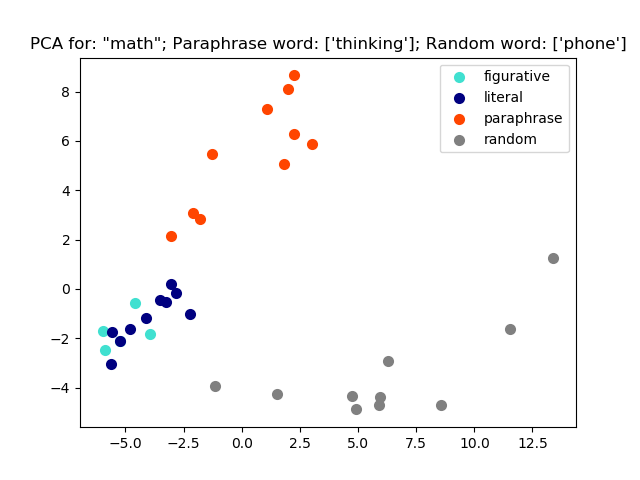 PCA for: "math"; Paraphrase word: ['thinking']; Random word: ['phone']
figurative
literal
paraphrase
random
8
6
4
2
0
−2
−4
−5.0 −2.5 0.0 2.5 5.0 7.5 10.0 12.5